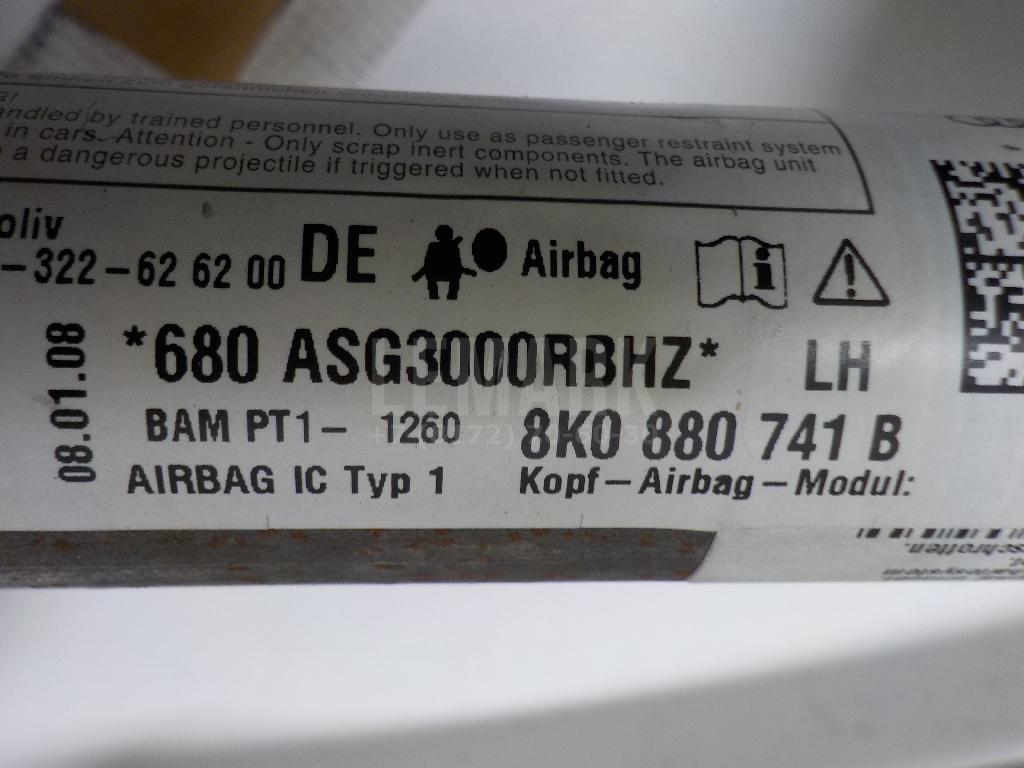 andled by trained personnel. Only use as passenger restraint system
in cars. Attention - Only scrap inert components. The airbag unit
a dangerous projectile if triggered when not fitted.
oliv
-322-62 62 00 DE Airbag
08.01.08
*680 ASG3000RBHZ* LH
BAM PT1- 1260 8K0 880 741 B
AIRBAG IC Typ 1 Kopf-Airbag-Modul:
LEMARK
schrotten.